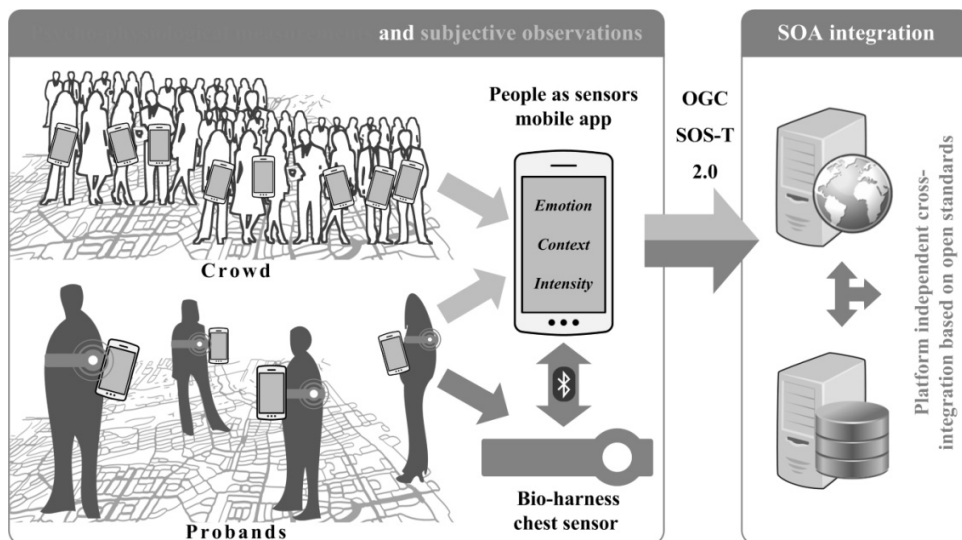 and subjective observations
SOA integration
People as sensors
mobile app
OGC
SOS-T
2.0
Emotion
Context
Intensity
Crowd
Probands
Bio-harness
chest sensor
Platform independent cross-
integration based on open standards